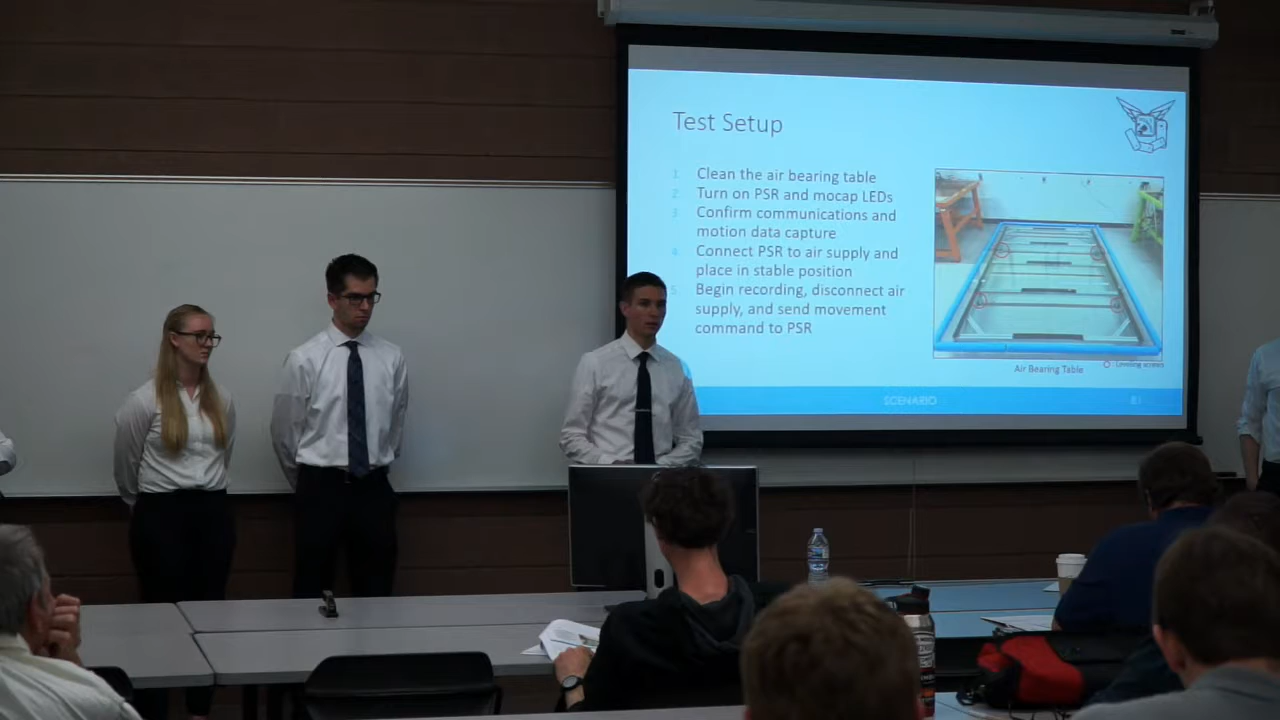 Test Setup
1. Clean the air bearing table
2. Turn on PSR and mocap LEDs
3. Confirm communications and
motion data capture
4. Connect PSR to air supply and
place in stable position
5. Begin recording, disconnect air
supply, and send movement
command to PSR
Air Bearing Table
: Leveling screws
SCENARIO